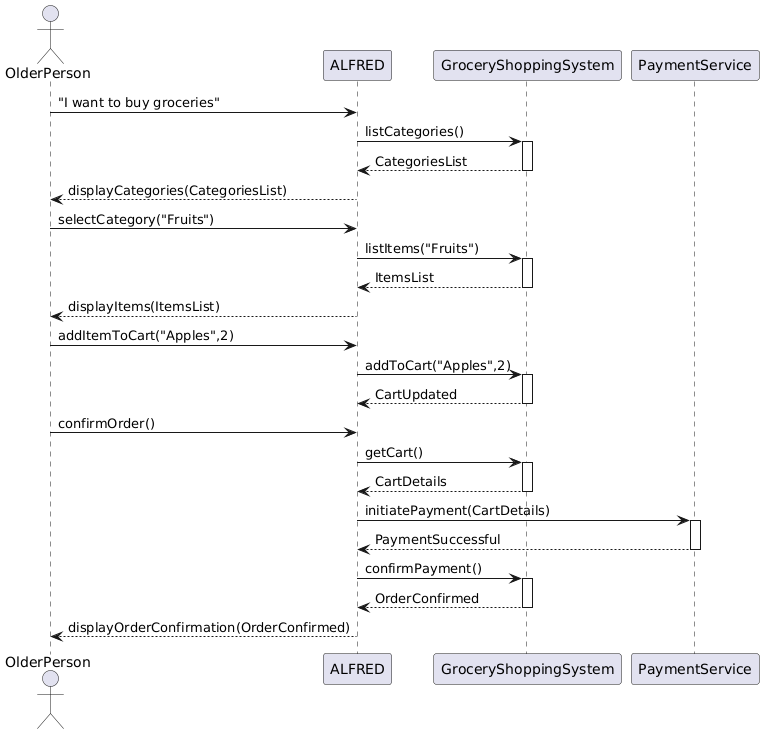 OlderPerson
ALFRED
GroceryShoppingSystem
PaymentService
"I want to buy groceries"
listCategories()
CategoriesList
displayCategories(CategoriesList)
selectCategory("Fruits")
listItems("Fruits")
ItemsList
displayItems(ItemsList)
addItemToCart("Apples",2)
addToCart("Apples",2)
CartUpdated
confirmOrder()
getCart()
CartDetails
initiatePayment(CartDetails)
PaymentSuccessful
confirmPayment()
OrderConfirmed
displayOrderConfirmation(OrderConfirmed)
OlderPerson
ALFRED
GroceryShoppingSystem
PaymentService